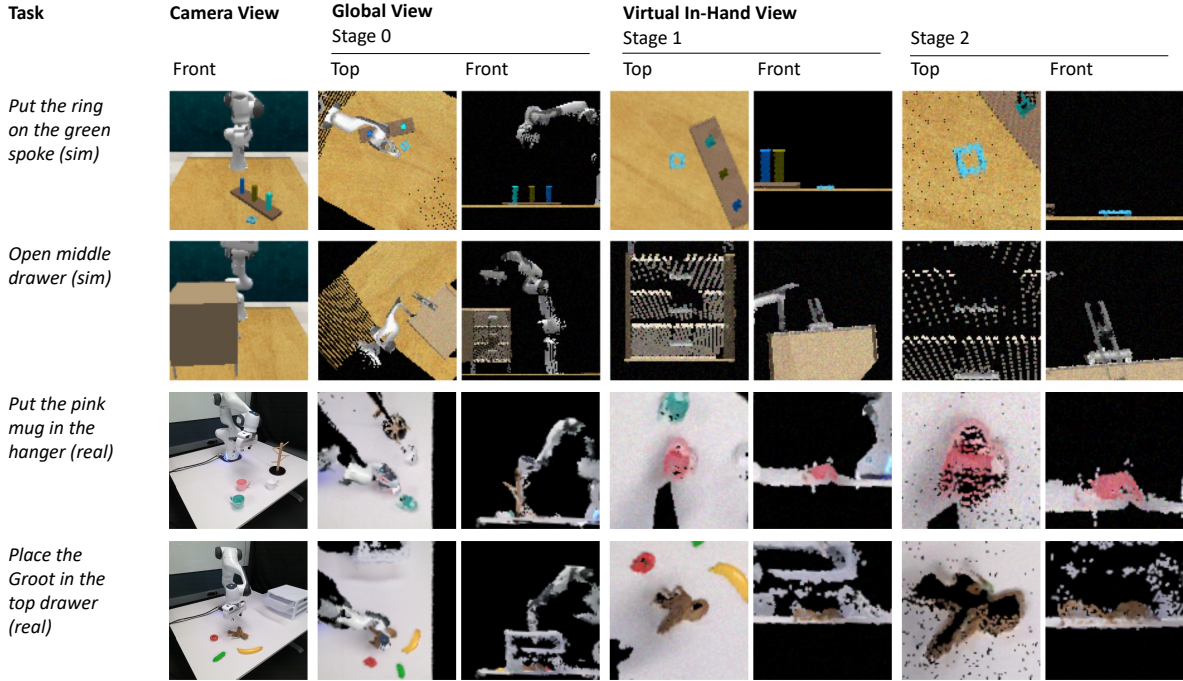 Task
Camera View
Global View
Virtual In-Hand View
Stage 0
Stage 1
Stage 2
Front
Top
Front
Top
Front
Top
Front
Put the ring
on the green
spoke (sim)
Open middle
drawer (sim)
Put the pink
mug in the
hanger (real)
Place the
Groot in the
top drawer
(real)